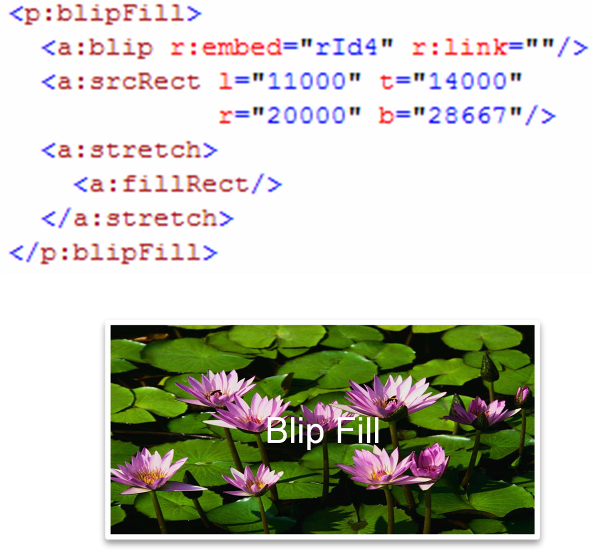 <p:blipFill>
<a:blip r:embed="rId4" r:link=""/>
<a:srcRect l="11000" t="14000"
r="20000" b="28667"/>
<a:stretch>
<a:fillRect/>
</a:stretch>
</p:blipFill>
Blip Fill